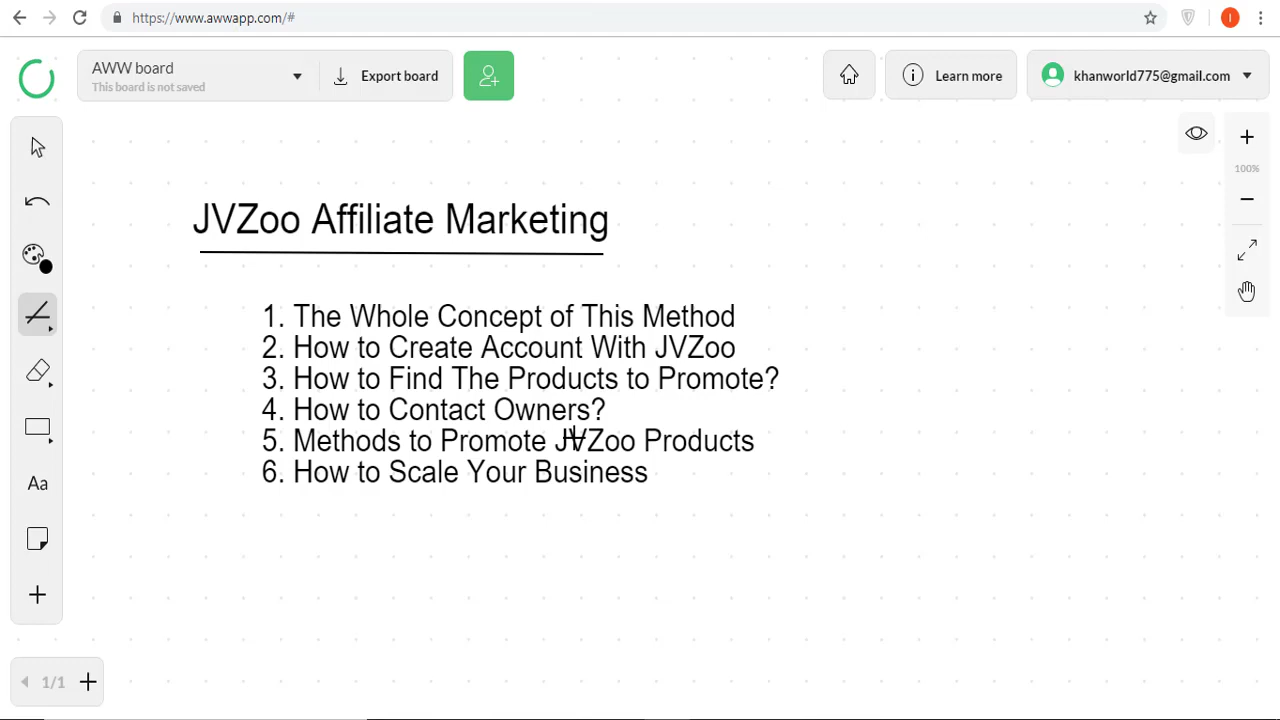 https://www.awwapp.com/#
I
AWW board
This board is not saved
Export board
Learn more
khanworld775@gmail.com
100%
JVZoo Affiliate Marketing
1. The Whole Concept of This Method
2. How to Create Account With JVZoo
3. How to Find The Products to Promote?
4. How to Contact Owners?
5. Methods to Promote JVZoo Products
6. How to Scale Your Business
Aa
1/1